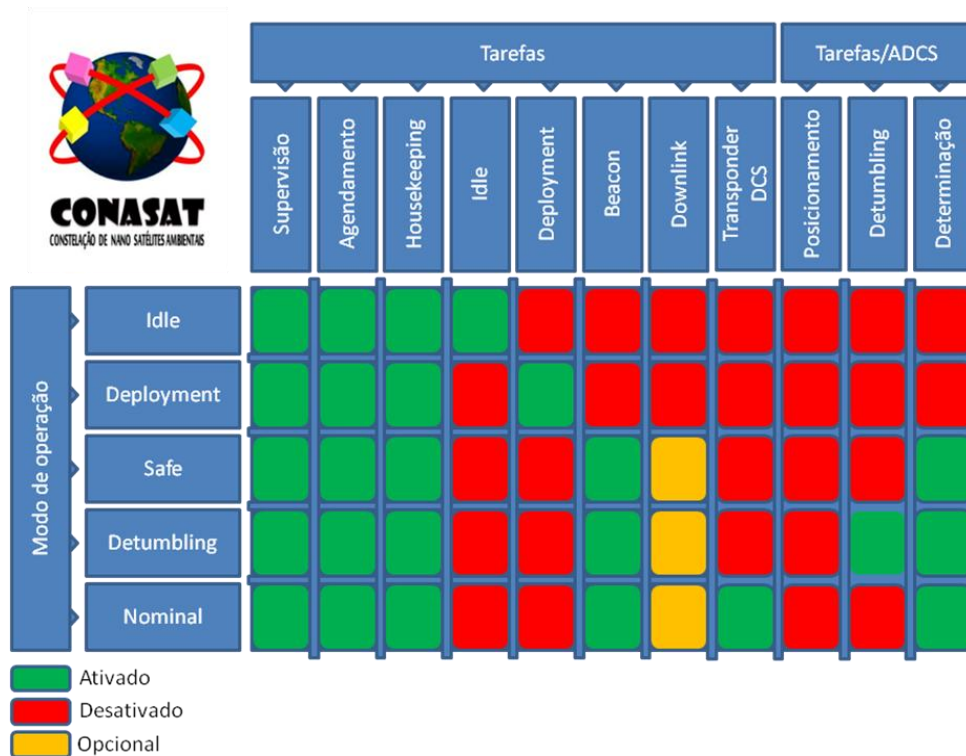 CONASAT
CONSTELAÇÃO DE NANO SATÉLITES AMBIENTAIS
Tarefas
Tarefas/ADCS
Supervisão
Agendamento
Housekeeping
Idle
Deployment
Beacon
Downlink
Transponder
DCS
Posicionamento
Detumbling
Determinação
Modo de operação
Idle
Deployment
Safe
Detumbling
Nominal
Ativado
Desativado
Opcional